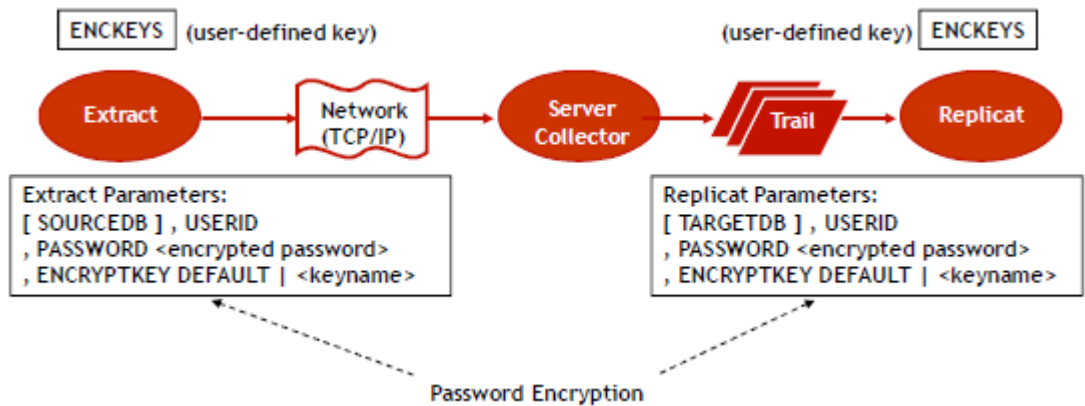 ENCKEYS (user-defined key)
(user-defined key) ENCKEYS
Extract
Network
(TCP/IP)
Server
Collector
Trail
Replicat
Extract Parameters:
[ SOURCEDB ] , USERID
, PASSWORD <encrypted password>
, ENCRYPTKEY DEFAULT | <keyname>
Replicat Parameters:
[ TARGETDB ] , USERID
, PASSWORD <encrypted password>
, ENCRYPTKEY DEFAULT | <keyname>
Password Encryption